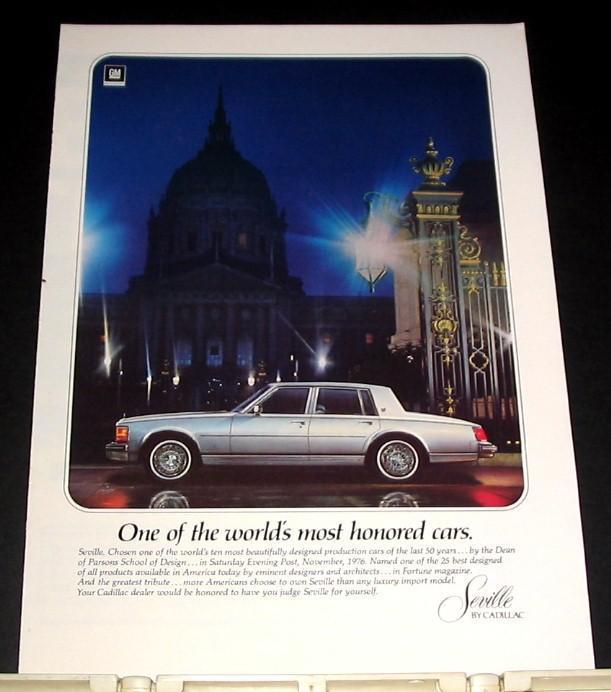 GM
One of the world's most honored cars.
Seville. Chosen one of the world's ten most beautifully designed production cars of the last 50 years...by the Dean
of Parsons School of Design...in Saturday Evening Post, November, 1976. Named one of the 25 best designed
of all products available in America today by eminent designers and architects...in Fortune magazine.
And the greatest tribute...more Americans choose to own Seville than any luxury import model.
Your Cadillac dealer would be honored to have you judge Seville for yourself.
Seville
BY CADILLAC